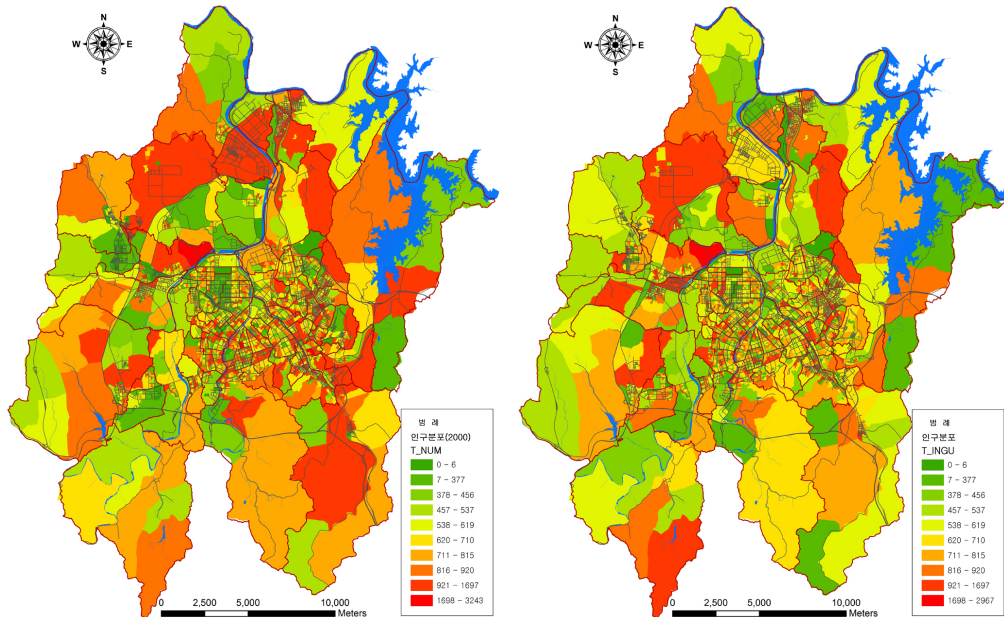 N
W E
S
범 례
인구분포(2000)
T_NUM
0 - 6
7 - 377
378 - 456
457 - 537
538 - 619
620 - 710
711 - 815
816 - 920
921 - 1697
1698 - 3243
0 2,500 5,000 10,000
Meters
N
W E
S
범 례
인구분포
T_INGU
0 - 6
7 - 377
378 - 456
457 - 537
538 - 619
620 - 710
711 - 815
816 - 920
921 - 1697
1698 - 2967
0 2,500 5,000 10,000
Meters